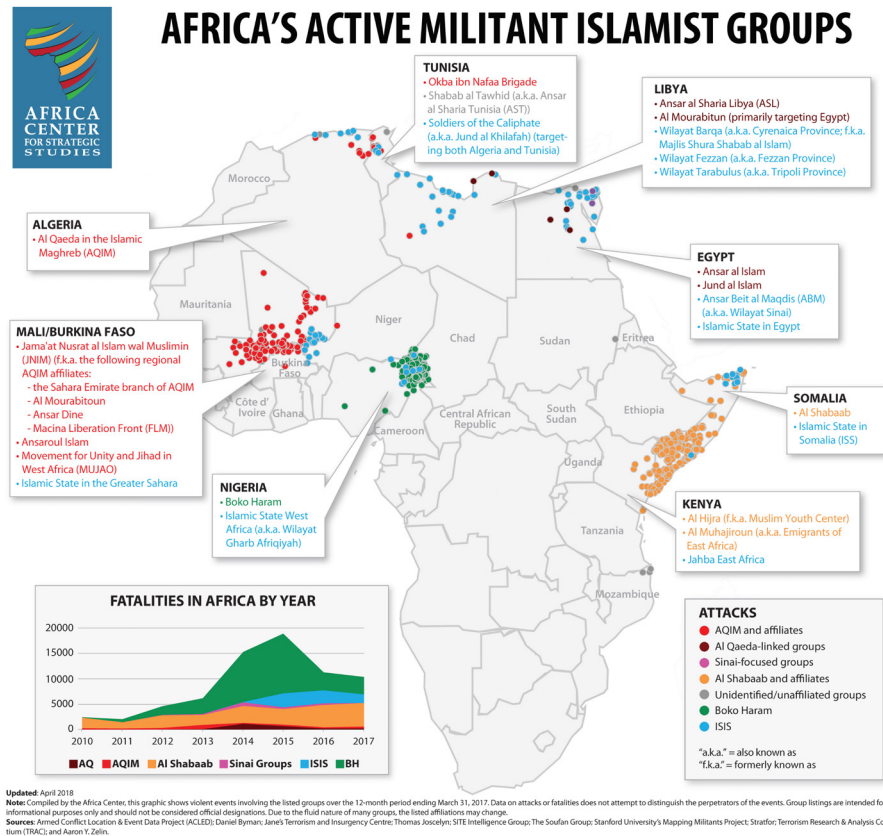 AFRICA'S ACTIVE MILITANT ISLAMIST GROUPS
AFRICA
CENTER
FOR STRATEGIC
STUDIES
TUNISIA
• Okba ibn Nafaa Brigade
• Shabab al Tawhid (a.k.a. Ansar
al Sharia Tunisia (AST))
• Soldiers of the Caliphate
(a.k.a. Jund al Khilafah) (target-
ing both Algeria and Tunisia)
LIBYA
• Ansar al Sharia Libya (ASL)
• Al Mourabitun (primarily targeting Egypt)
• Wilayat Barqa (a.k.a. Cyrenaica Province; f.k.a.
Majlis Shura Shabab al Islam)
• Wilayat Fezzan (a.k.a. Fezzan Province)
• Wilayat Tarabulus (a.k.a. Tripoli Province)
Morocco
ALGERIA
• Al Qaeda in the Islamic
Maghreb (AQIM)
EGYPT
• Ansar al Islam
• Jund al Islam
• Ansar Beit al Maqdis (ABM)
(a.k.a. Wilayat Sinai)
• Islamic State in Egypt
Mauritania
Niger
Chad
Sudan
Eritrea
MALI/BURKINA FASO
• Jama'at Nusrat al Islam wal Muslimin
(JNIM) (f.k.a. the following regional
AQIM affiliates:
- the Sahara Emirate branch of AQIM
- Al Mourabitoun
- Ansar Dine
- Macina Liberation Front (FLM))
• Ansaroul Islam
• Movement for Unity and Jihad in
West Africa (MUJAO)
• Islamic State in the Greater Sahara
Burkina
Faso
Côte d'
Ivoire
Ghana
Cameroon
Central African
Republic
South
Sudan
Ethiopia
SOMALIA
• Al Shabaab
• Islamic State in
Somalia (ISS)
Uganda
NIGERIA
• Boko Haram
• Islamic State West
Africa (a.k.a. Wilayat
Gharb Afriqiyah)
KENYA
• Al Hijra (f.k.a. Muslim Youth Center)
• Al Muhajiroun (a.k.a. Emigrants of
East Africa)
• Jahba East Africa
Tanzania
Mozambique
FATALITIES IN AFRICA BY YEAR
20000
15000
10000
5000
0
2010 2011 2012 2013 2014 2015 2016 2017
AQ AQIM Al Shabaab Sinai Groups ISIS BH
ATTACKS
AQIM and affiliates
Al Qaeda-linked groups
Sinai-focused groups
Al Shabaab and affiliates
Unidentified/unaffiliated groups
Boko Haram
ISIS
"a.k.a." = also known as
"f.k.a." = formerly known as
Updated: April 2018
Note: Compiled by the Africa Center, this graphic shows violent events involving the listed groups over the 12-month period ending March 31, 2017. Data on attacks or fatalities does not attempt to distinguish the perpetrators of the events. Group listings are intended fo
informational purposes only and should not be considered official designations. Due to the fluid nature of many groups, the listed affiliations may change.
Sources: Armed Conflict Location & Event Data Project (ACLED); Daniel Byman; Jane's Terrorism and Insurgency Centre; Thomas Joscelyn; SITE Intelligence Group; The Soufan Group; Stanford University's Mapping Militants Project; Stratfor; Terrorism Research & Analysis Co
tium (TRAC); and Aaron Y. Zelin.